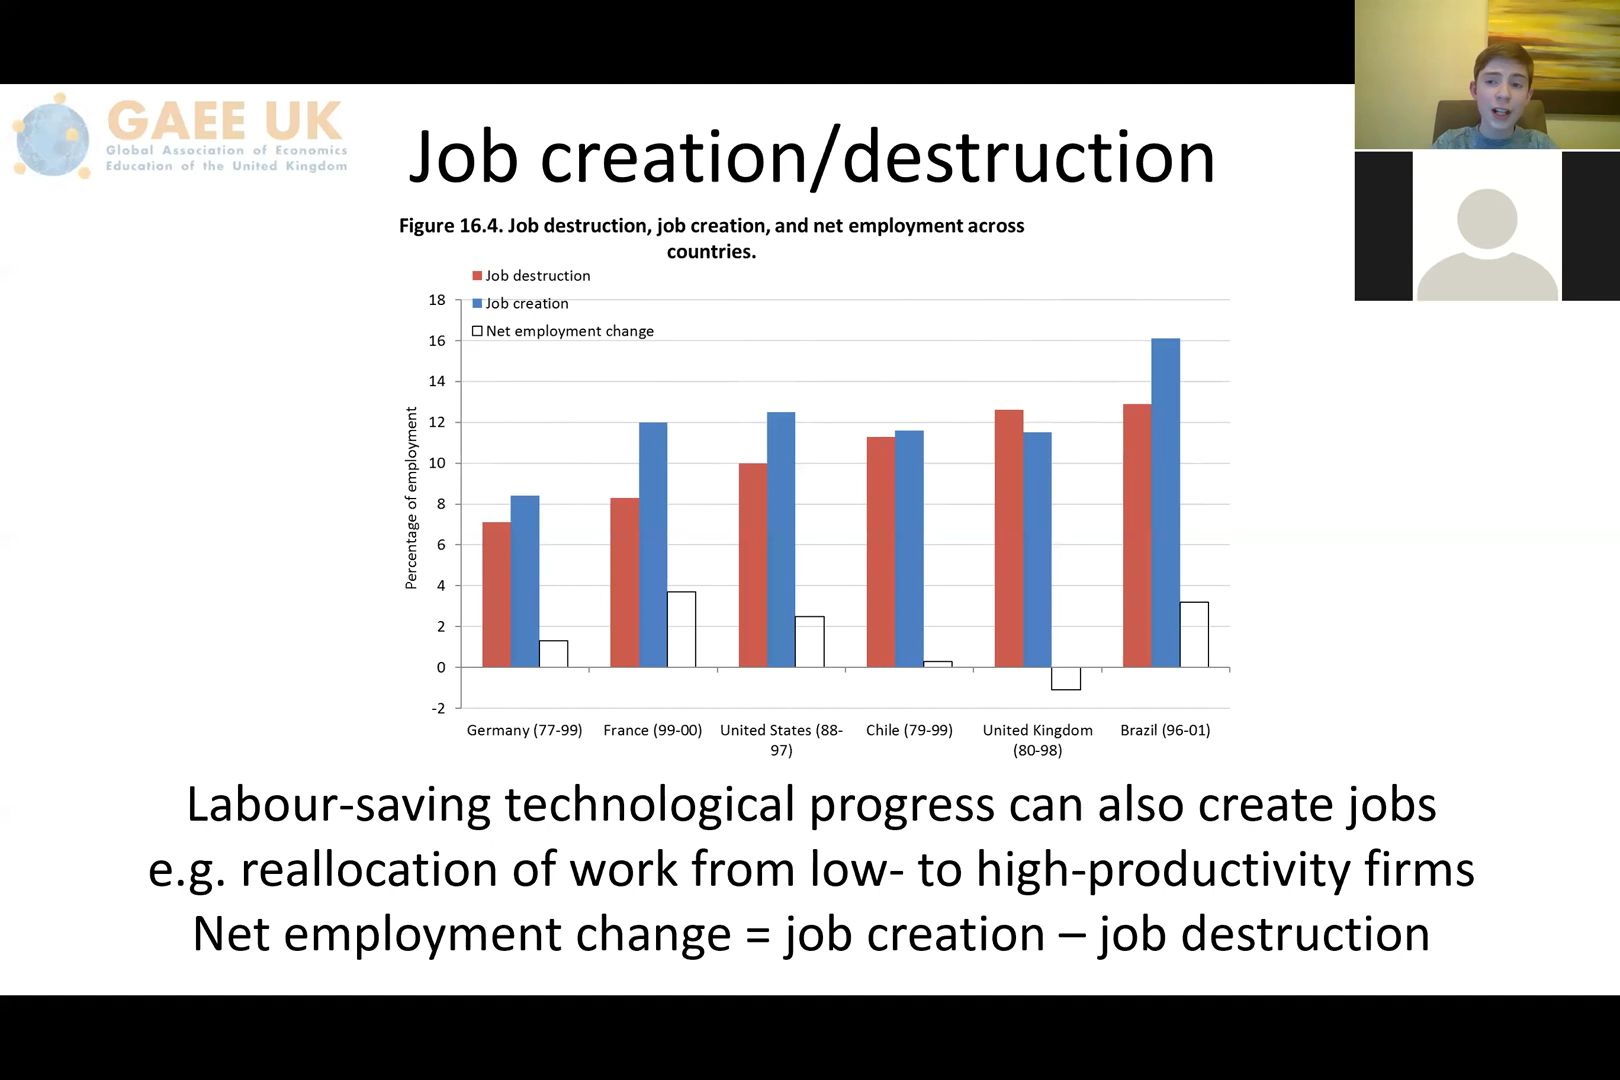 GAEE UK
Global Association of Economics
Education of the United Kingdom
Job creation/destruction
Figure 16.4. Job destruction, job creation, and net employment across
countries.
Job destruction
Job creation
Net employment change
Percentage of employment
18
16
14
12
10
8
6
4
2
0
-2
Germany (77-99)
France (99-00)
United States (88-
97)
Chile (79-99)
United Kingdom
(80-98)
Brazil (96-01)
Labour-saving technological progress can also create jobs
e.g. reallocation of work from low- to high-productivity firms
Net employment change = job creation – job destruction